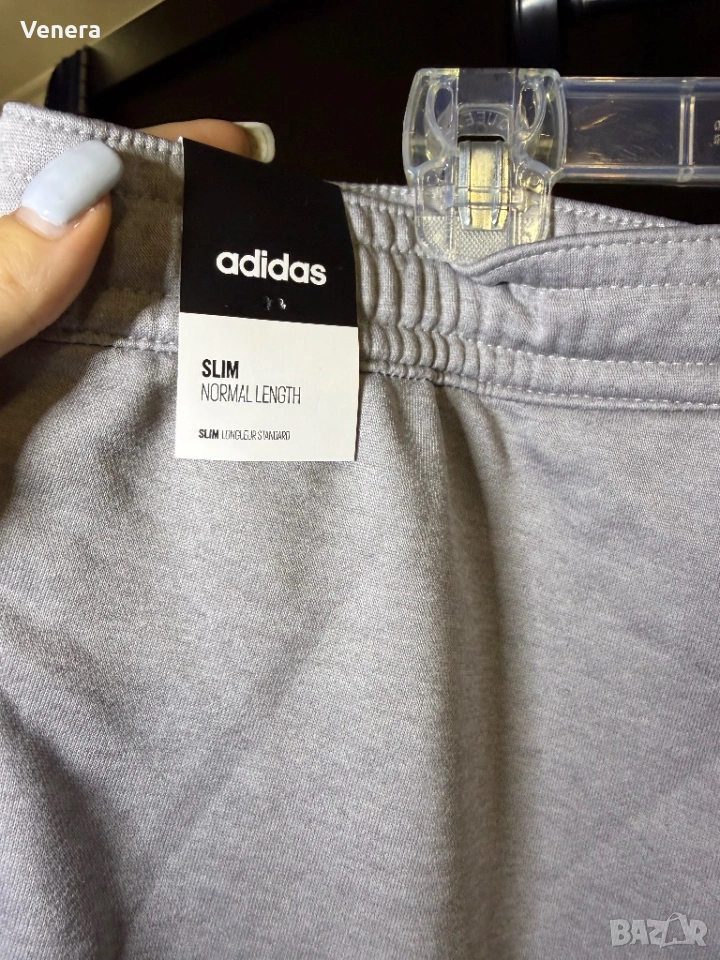 Venera
adidas
SLIM
NORMAL LENGTH
SLIM LONGUEUR STANDARD
BAZAR